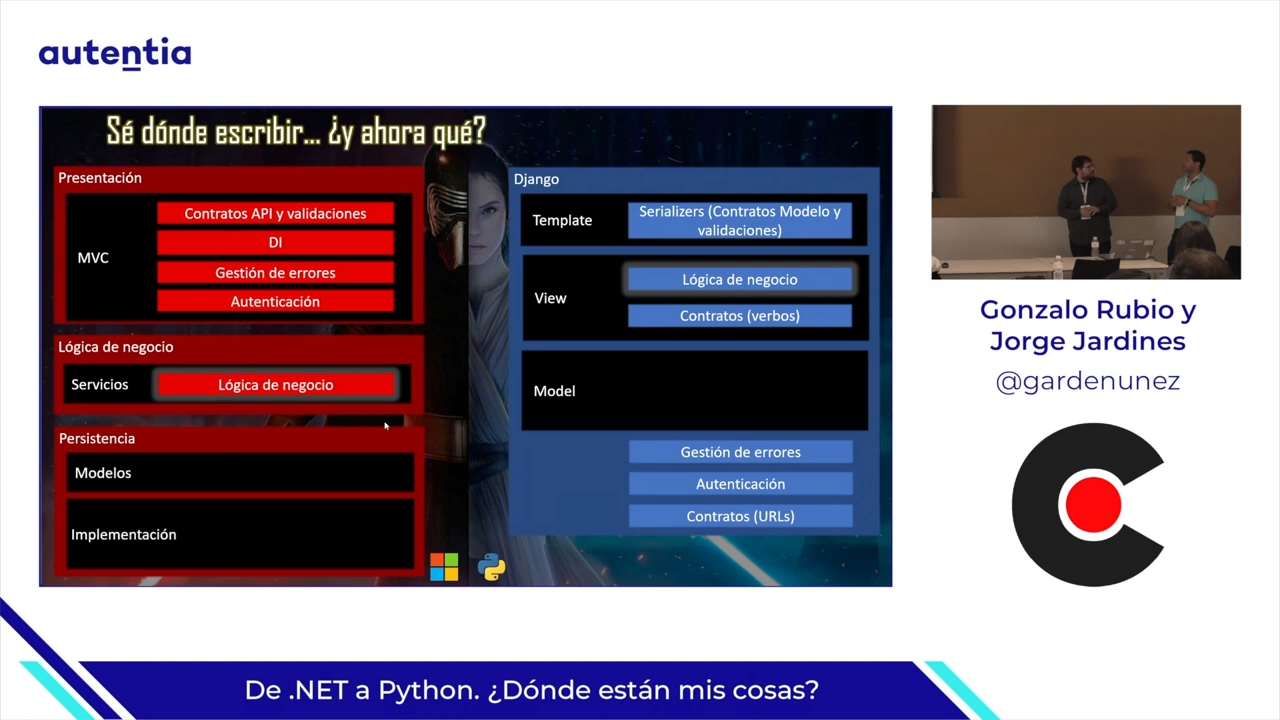 autentia
Sé dónde escribir... ¿y ahora qué?
Presentación
MVC
Contratos API y validaciones
DI
Gestión de errores
Autenticación
Lógica de negocio
Servicios
Lógica de negocio
Persistencia
Modelos
Implementación
Django
Template
Serializers (Contratos Modelo y
validaciones)
View
Lógica de negocio
Contratos (verbos)
Model
Gestión de errores
Autenticación
Contratos (URLs)
Gonzalo Rubio y
Jorge Jardines
@gardenunez
De .NET a Python. ¿Dónde están mis cosas?